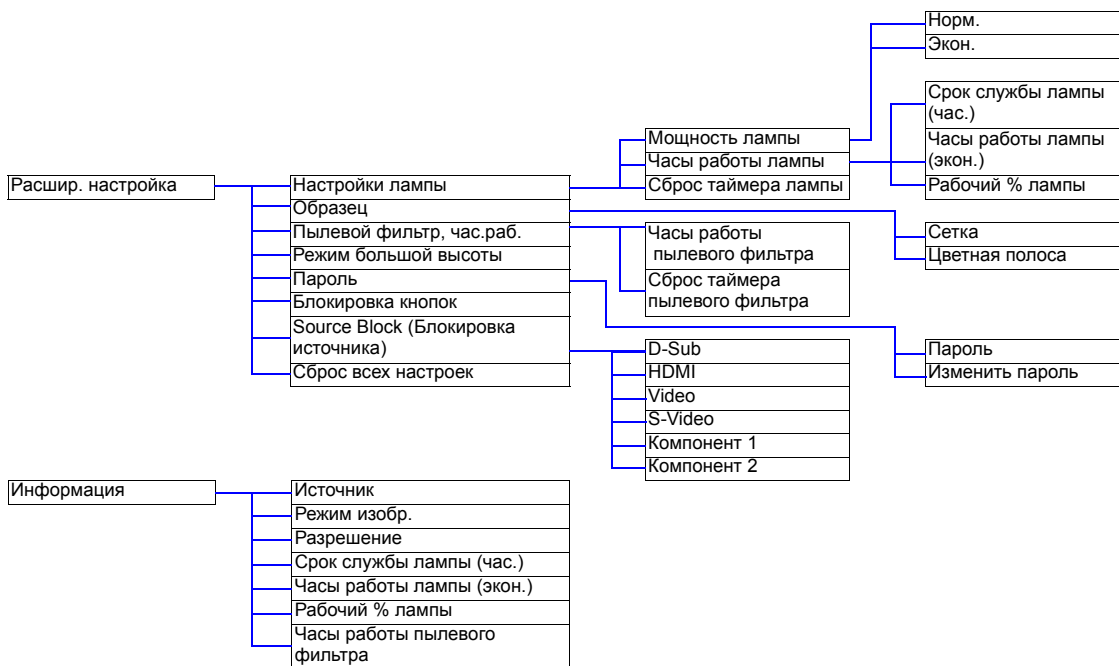 Норм.
Экон.
Срок службы лампы
(час.)
Часы работы лампы
(экон.)
Рабочий % лампы
Мощность лампы
Часы работы лампы
Сброс таймера лампы
Расшир. настройка
Настройки лампы
Образец
Пылевой фильтр, час.раб.
Режим большой высоты
Пароль
Блокировка кнопок
Source Block (Блокировка
источника)
Сброс всех настроек
Часы работы
пылевого фильтра
Сброс таймера
пылевого фильтра
Сетка
Цветная полоса
D-Sub
HDMI
Video
S-Video
Компонент 1
Компонент 2
Пароль
Изменить пароль
Информация
Источник
Режим изобр.
Разрешение
Срок службы лампы (час.)
Часы работы лампы (экон.)
Рабочий % лампы
Часы работы пылевого
фильтра